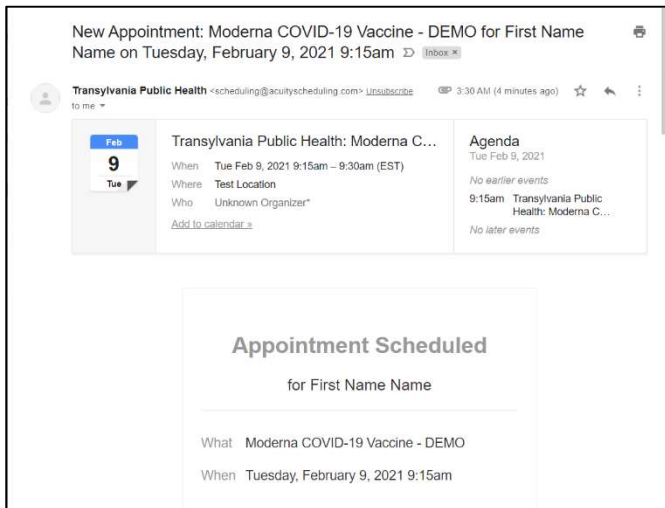 New Appointment: Moderna COVID-19 Vaccine - DEMO for First Name
Name on Tuesday, February 9, 2021 9:15am Inbox ×
Transylvania Public Health <scheduling@acuityscheduling.com> Unsubscribe 3:30 AM (4 minutes ago)
to me
Feb
9
Tue
Transylvania Public Health: Moderna C...
When Tue Feb 9, 2021 9:15am – 9:30am (EST)
Where Test Location
Who Unknown Organizer*
Add to calendar »
Agenda
Tue Feb 9, 2021
No earlier events
9:15am Transylvania Public
Health: Moderna C...
No later events
Appointment Scheduled
for First Name Name
What Moderna COVID-19 Vaccine - DEMO
When Tuesday, February 9, 2021 9:15am